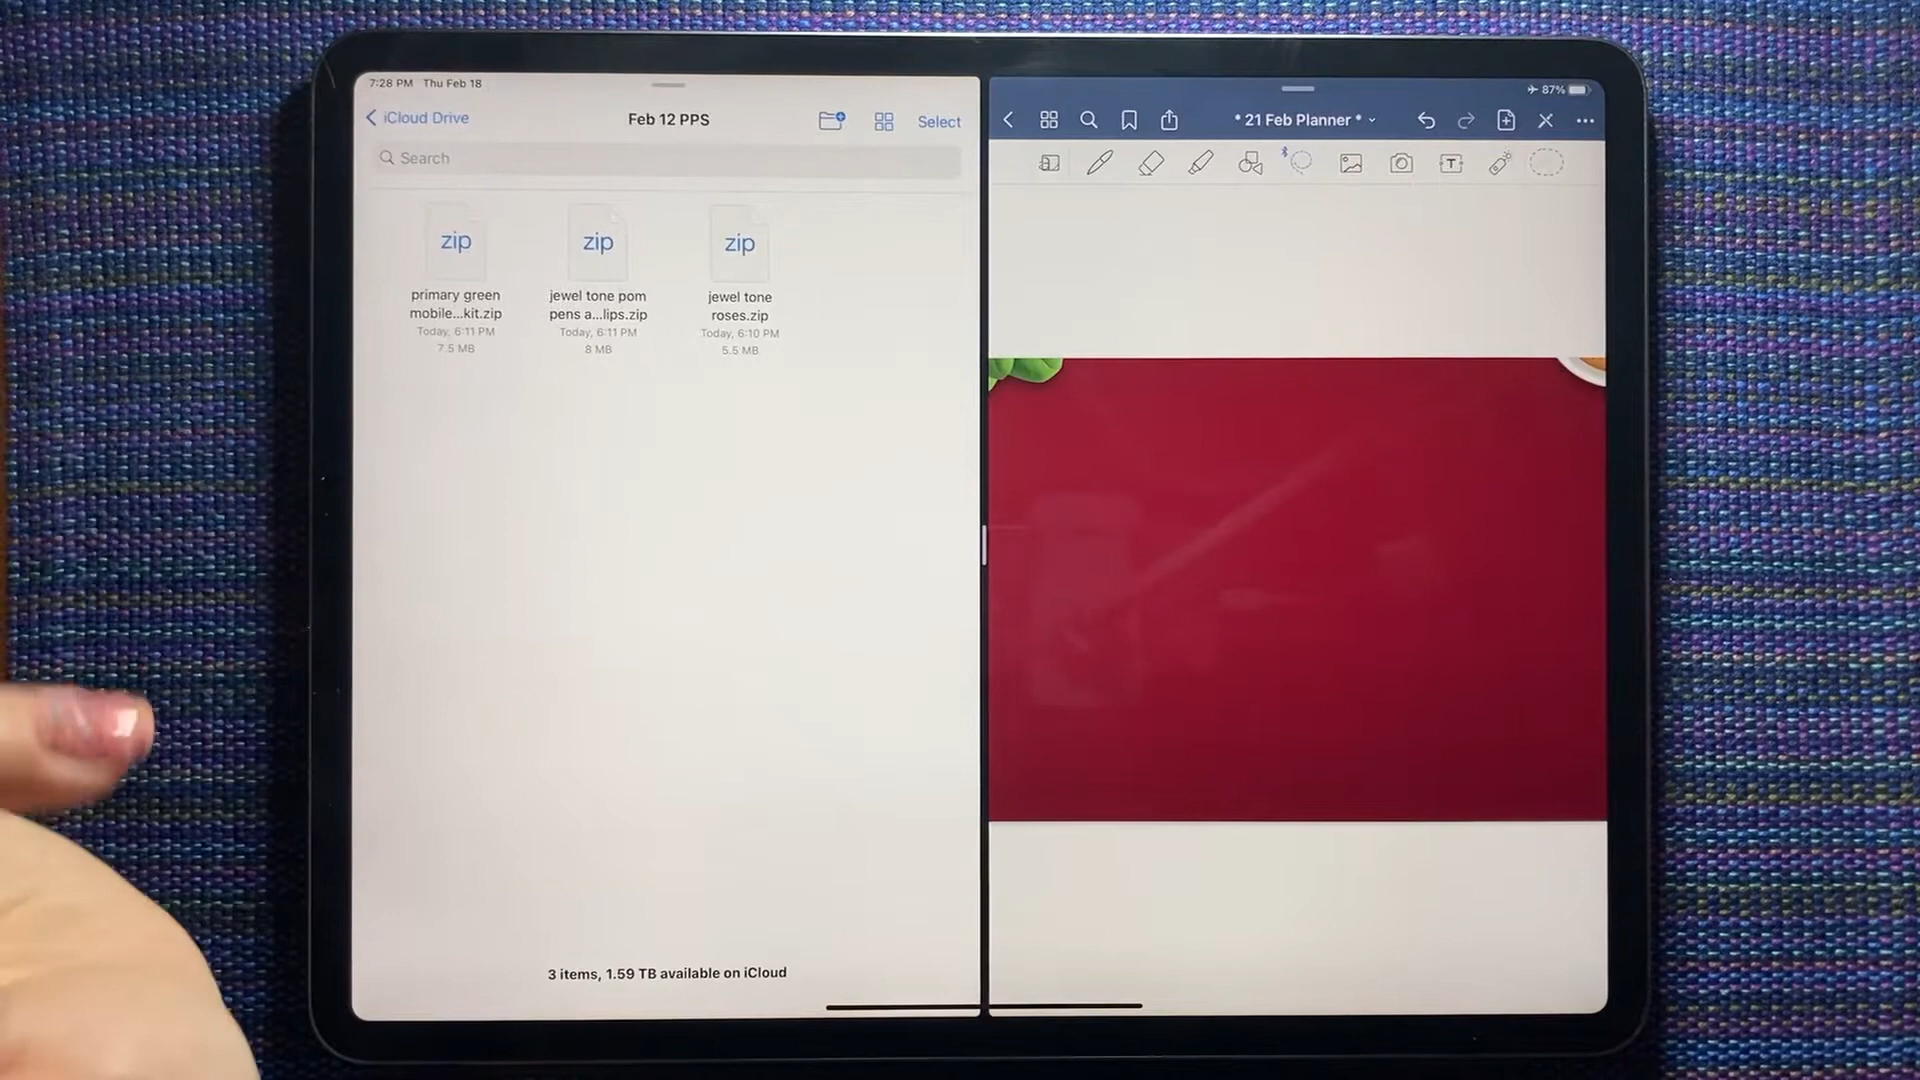 7:28 PM Thu Feb 18
iCloud Drive
Feb 12 PPS
Select
Search
zip
primary green
mobile...kit.zip
Today, 6:11 PM
7.5 MB
zip
jewel tone pom
pens a...lips.zip
Today, 6:11 PM
8 MB
zip
jewel tone
roses.zip
Today, 6:10 PM
5.5 MB
3 items, 1.59 TB available on iCloud
87%
* 21 Feb Planner *
T